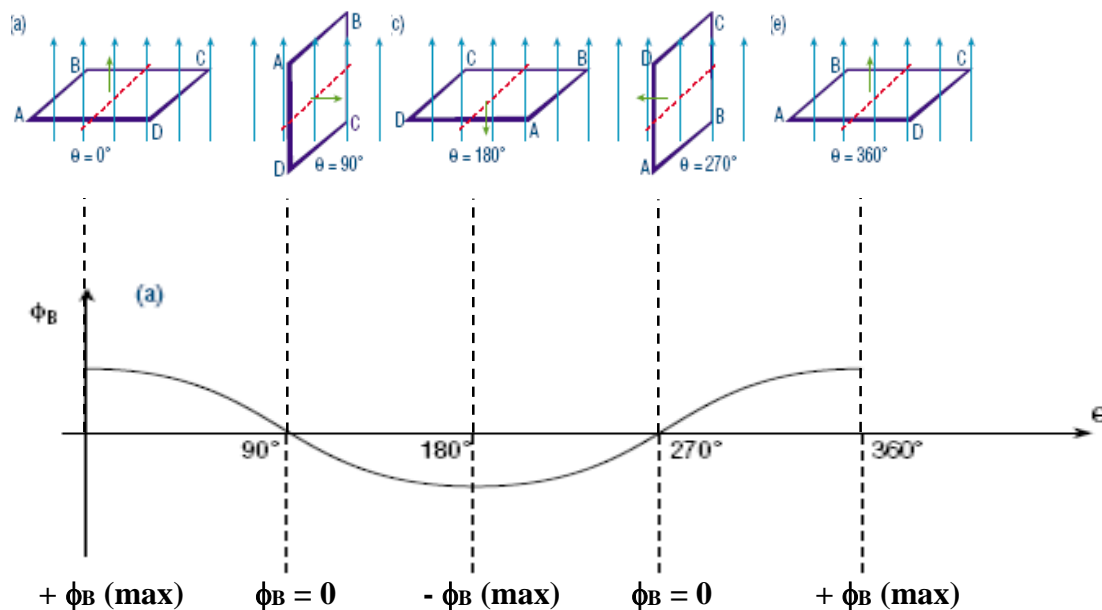 (a)
B
C
A
D
θ = 0°
B
A
C
D
θ = 90°
(c)
C
B
D
A
θ = 180°
C
D
B
A
θ = 270°
(e)
B
C
A
D
θ = 360°
ϕB
(a)
90°
180°
270°
360°
θ
+ ϕB (max)
ϕB = 0
- ϕB (max)
ϕB = 0
+ ϕB (max)